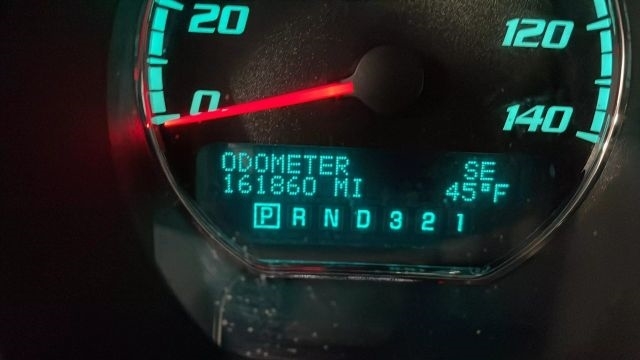 20 120
0 140
ODOMETER SE
161860 MI 45°F
P R N D 3 2 1